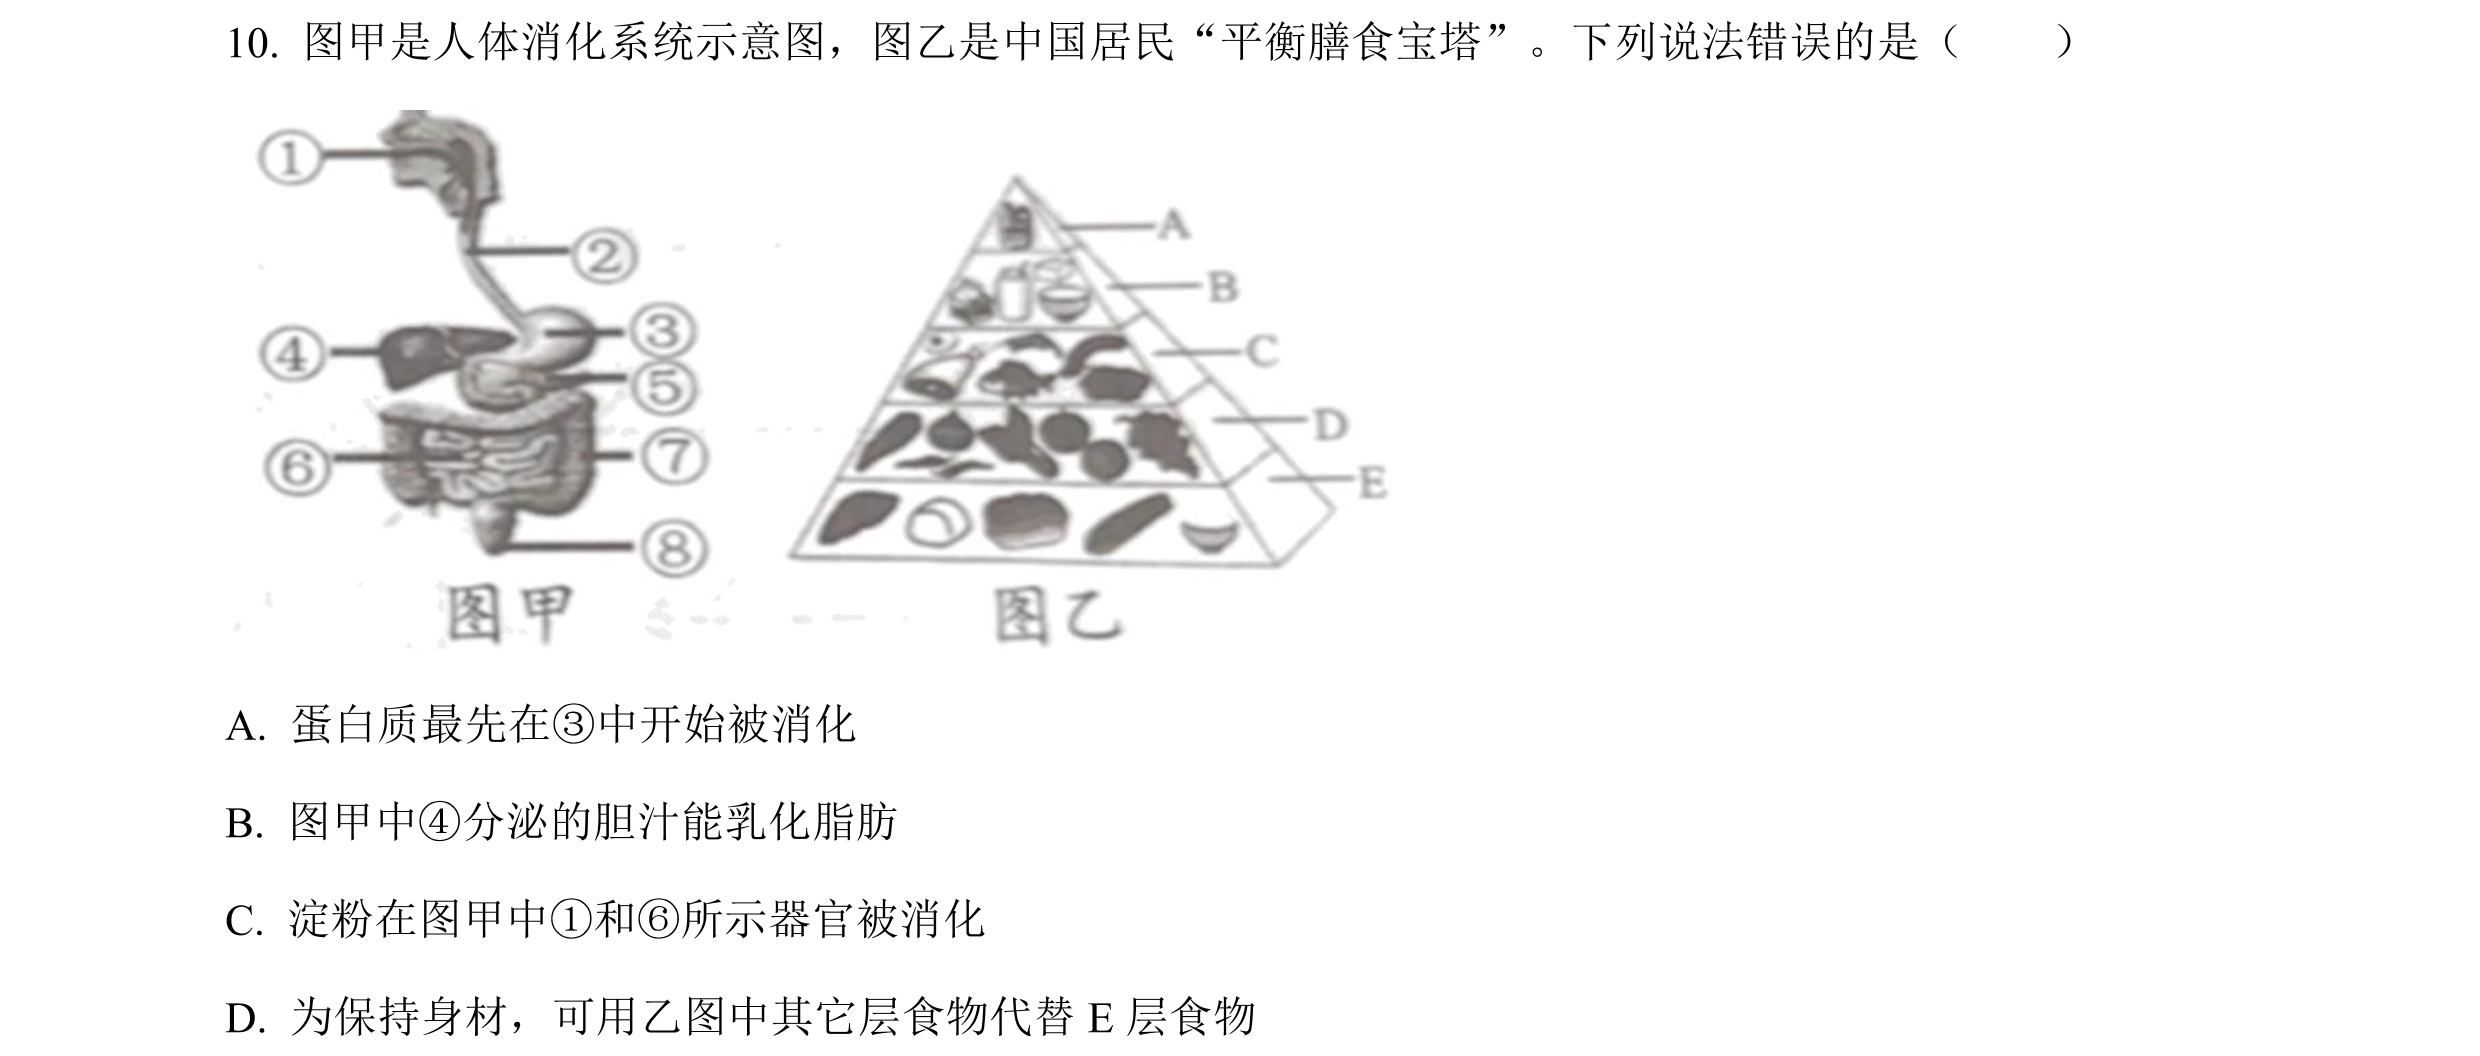 10. 图甲是人体消化系统示意图，图乙是中国居民“平衡膳食宝塔”。下列说法错误的是（　　）
①
②
③
④
⑤
⑥
⑦
⑧
图甲
A
B
C
D
E
图乙
A. 蛋白质最先在③中开始被消化
B. 图甲中④分泌的胆汁能乳化脂肪
C. 淀粉在图甲中①和⑥所示器官被消化
D. 为保持身材，可用乙图中其它层食物代替 E 层食物